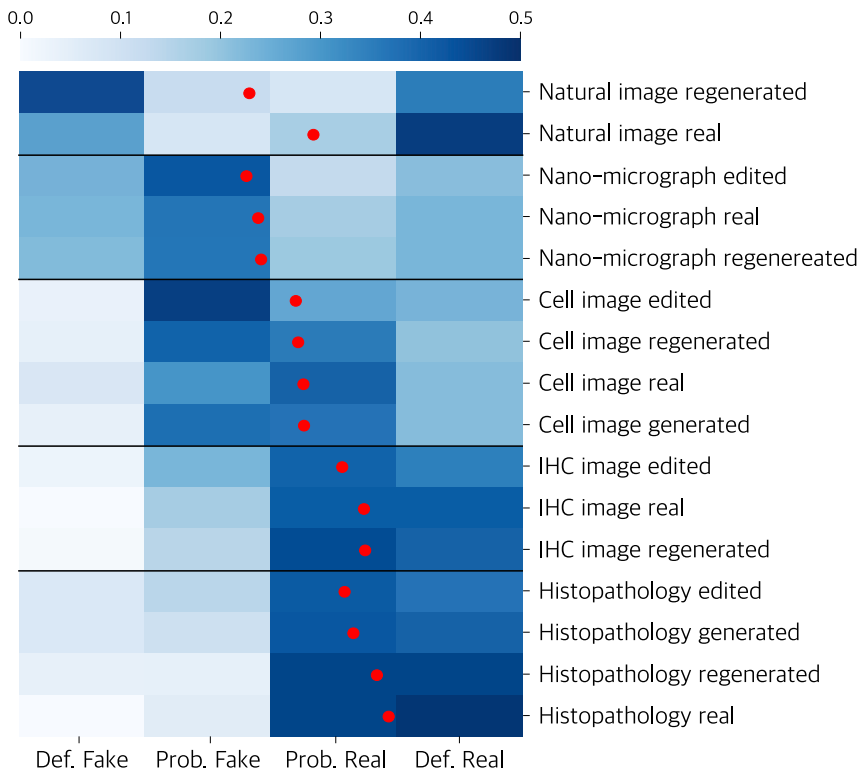 0.0 0.1 0.2 0.3 0.4 0.5
Natural image regenerated
Natural image real
Nano-micrograph edited
Nano-micrograph real
Nano-micrograph regenereated
Cell image edited
Cell image regenerated
Cell image real
Cell image generated
IHC image edited
IHC image real
IHC image regenerated
Histopathology edited
Histopathology generated
Histopathology regenerated
Histopathology real
Def. Fake Prob. Fake Prob. Real Def. Real